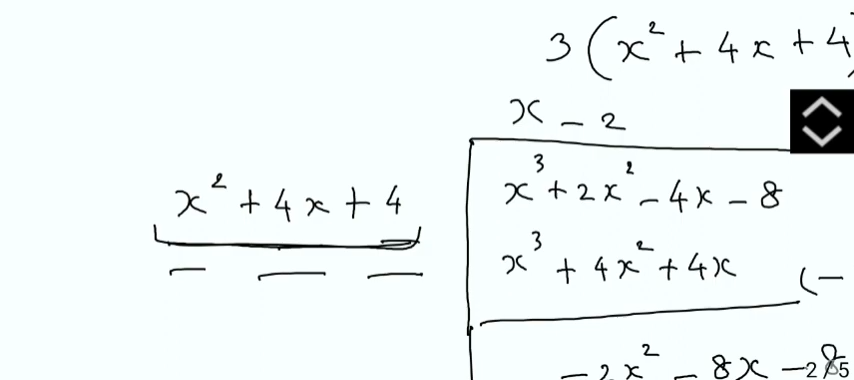 3 (x² + 4x + 4)
x - 2
x² + 4x + 4
x³ + 2x² - 4x - 8
x³ + 4x² + 4x (-
- 2x² - 8x - 8